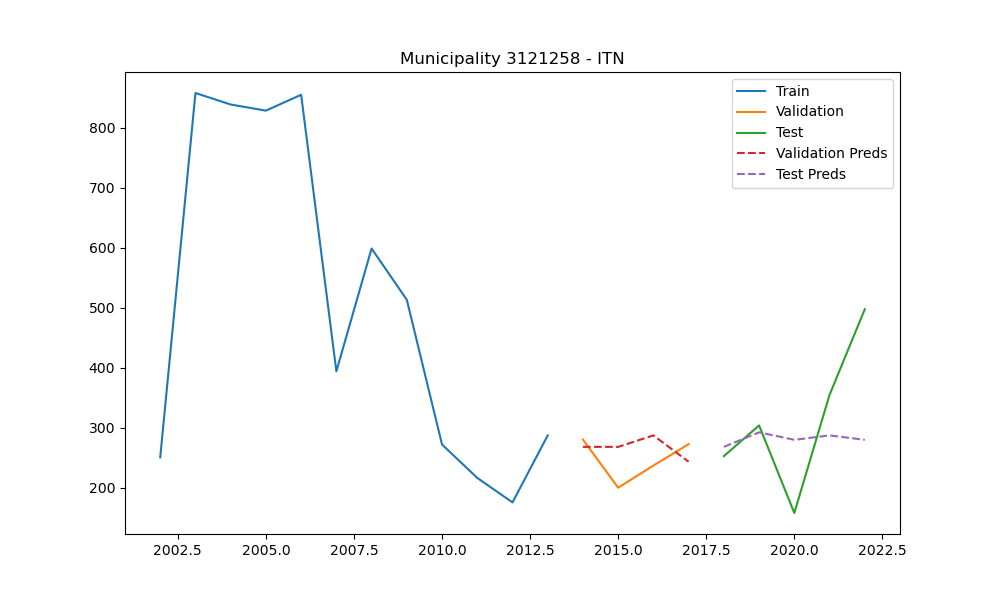 Municipality 3121258 - ITN
Train
Validation
Test
Validation Preds
Test Preds
800
700
600
500
400
300
200
2002.5 2005.0 2007.5 2010.0 2012.5 2015.0 2017.5 2020.0 2022.5